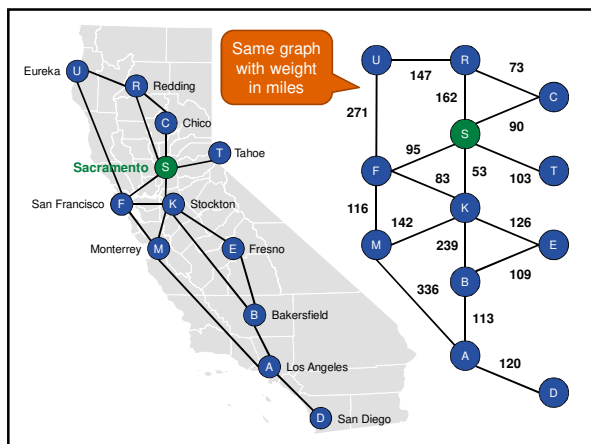 Same graph
with weight
in miles
U
Eureka
R
Redding
C
Chico
T
Tahoe
Sacramento
S
San Francisco
F
K
Stockton
Monterrey
M
E
Fresno
B
Bakersfield
A
Los Angeles
D
San Diego
U
147
R
73
C
271
162
90
S
95
53
103
T
F
83
K
116
142
126
M
239
E
109
B
336
113
A
120
D